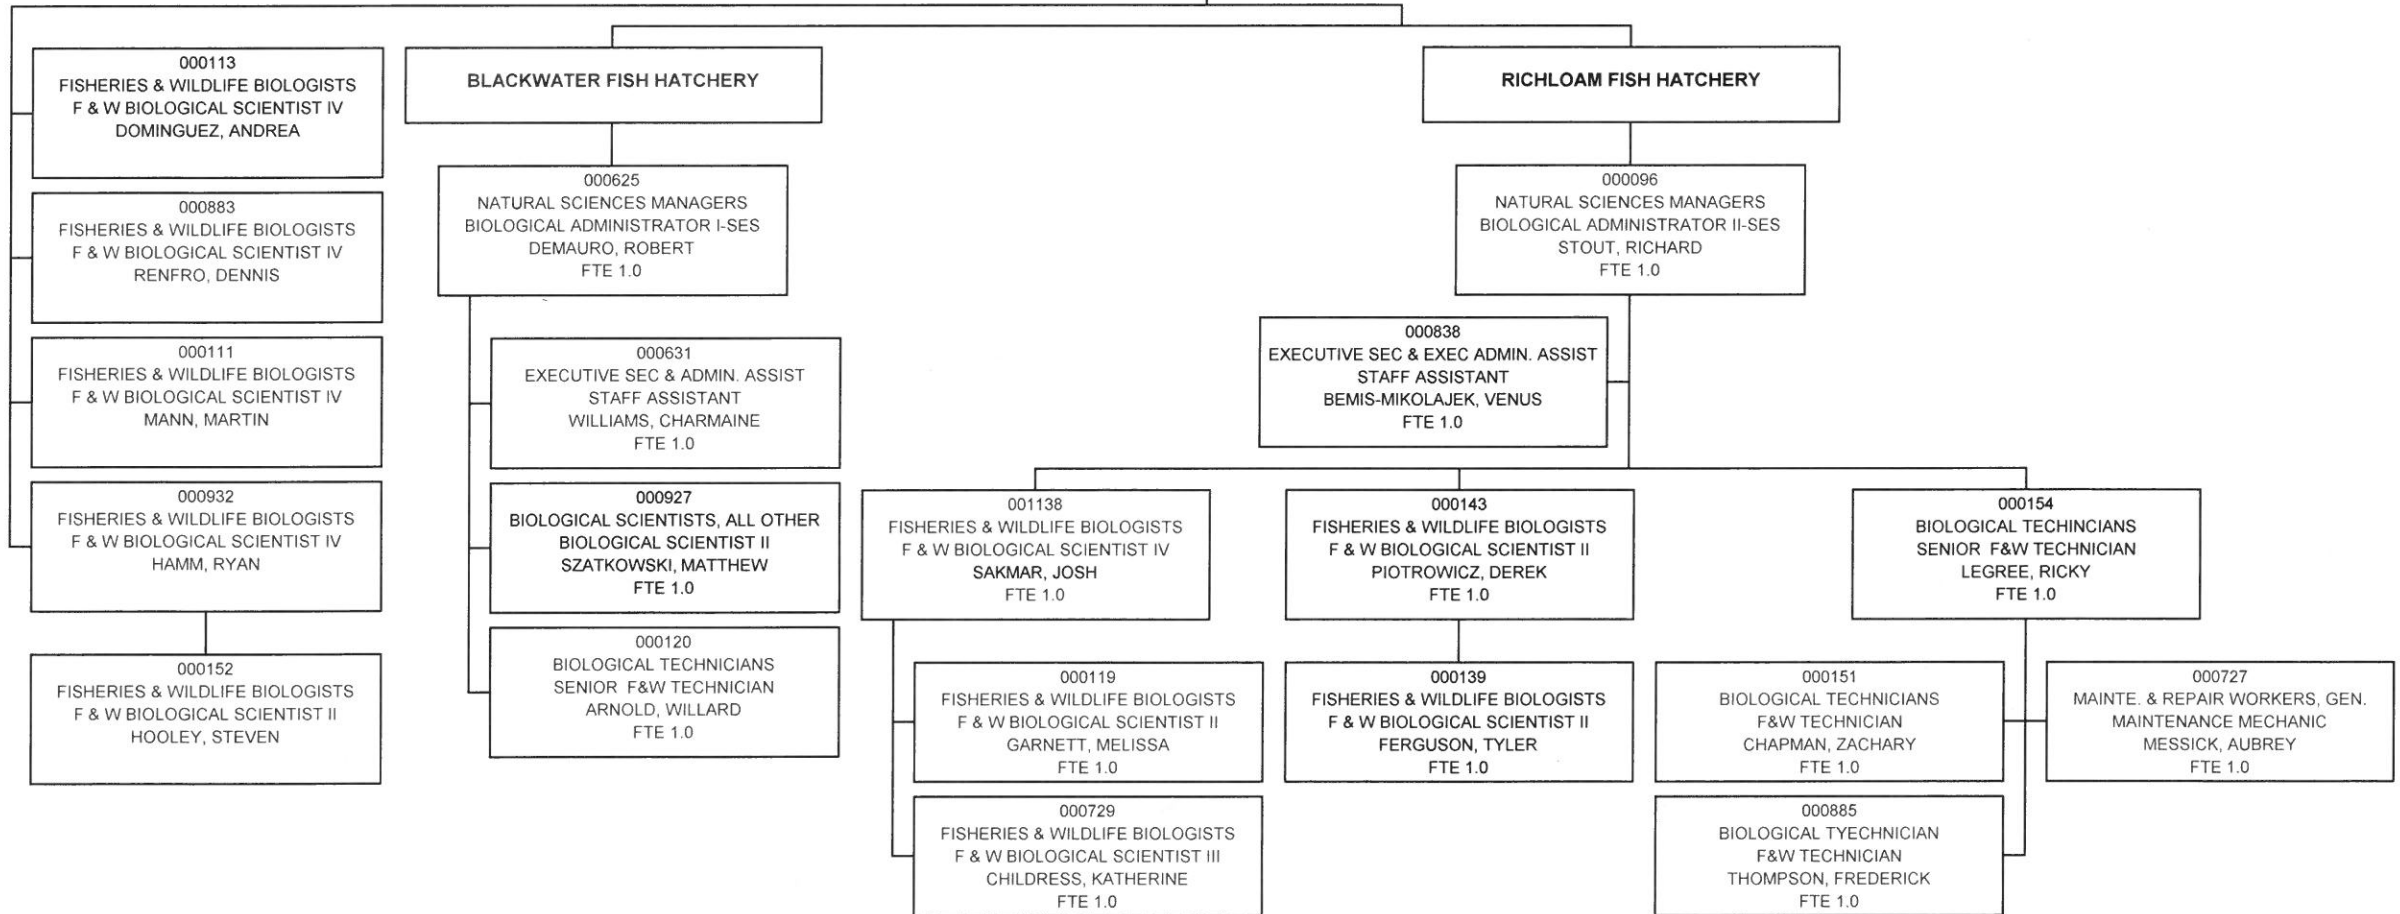 000113
FISHERIES & WILDLIFE BIOLOGISTS
F & W BIOLOGICAL SCIENTIST IV
DOMINGUEZ, ANDREA
000883
FISHERIES & WILDLIFE BIOLOGISTS
F & W BIOLOGICAL SCIENTIST IV
RENFRO, DENNIS
000111
FISHERIES & WILDLIFE BIOLOGISTS
F & W BIOLOGICAL SCIENTIST IV
MANN, MARTIN
000932
FISHERIES & WILDLIFE BIOLOGISTS
F & W BIOLOGICAL SCIENTIST IV
HAMM, RYAN
000152
FISHERIES & WILDLIFE BIOLOGISTS
F & W BIOLOGICAL SCIENTIST II
HOOLEY, STEVEN
BLACKWATER FISH HATCHERY
000625
NATURAL SCIENCES MANAGERS
BIOLOGICAL ADMINISTRATOR I-SES
DEMAURO, ROBERT
FTE 1.0
000631
EXECUTIVE SEC & ADMIN. ASSIST
STAFF ASSISTANT
WILLIAMS, CHARMAINE
FTE 1.0
000927
BIOLOGICAL SCIENTISTS, ALL OTHER
BIOLOGICAL SCIENTIST II
SZATKOWSKI, MATTHEW
FTE 1.0
000120
BIOLOGICAL TECHNICIANS
SENIOR F&W TECHNICIAN
ARNOLD, WILLARD
FTE 1.0
RICHLOAM FISH HATCHERY
000096
NATURAL SCIENCES MANAGERS
BIOLOGICAL ADMINISTRATOR II-SES
STOUT, RICHARD
FTE 1.0
000838
EXECUTIVE SEC & EXEC ADMIN. ASSIST
STAFF ASSISTANT
BEMIS-MIKOLAJEK, VENUS
FTE 1.0
001138
FISHERIES & WILDLIFE BIOLOGISTS
F & W BIOLOGICAL SCIENTIST IV
SAKMAR, JOSH
FTE 1.0
000119
FISHERIES & WILDLIFE BIOLOGISTS
F & W BIOLOGICAL SCIENTIST II
GARNETT, MELISSA
FTE 1.0
000729
FISHERIES & WILDLIFE BIOLOGISTS
F & W BIOLOGICAL SCIENTIST III
CHILDRESS, KATHERINE
FTE 1.0
000143
FISHERIES & WILDLIFE BIOLOGISTS
F & W BIOLOGICAL SCIENTIST II
PIOTROWICZ, DEREK
FTE 1.0
000139
FISHERIES & WILDLIFE BIOLOGISTS
F & W BIOLOGICAL SCIENTIST II
FERGUSON, TYLER
FTE 1.0
000154
BIOLOGICAL TECHINCIANS
SENIOR F&W TECHNICIAN
LEGREE, RICKY
FTE 1.0
000151
BIOLOGICAL TECHNICIANS
F&W TECHNICIAN
CHAPMAN, ZACHARY
FTE 1.0
000727
MAINTE. & REPAIR WORKERS, GEN.
MAINTENANCE MECHANIC
MESSICK, AUBREY
FTE 1.0
000885
BIOLOGICAL TYECHNICIAN
F&W TECHNICIAN
THOMPSON, FREDERICK
FTE 1.0